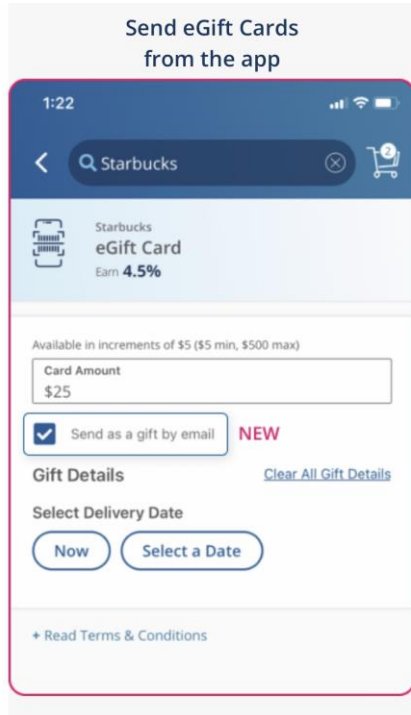 Send eGift Cards
from the app
1:22
Starbucks
2
Starbucks
eGift Card
Earn 4.5%
Available in increments of $5 ($5 min, $500 max)
Card Amount
$25
Send as a gift by email NEW
Gift Details Clear All Gift Details
Select Delivery Date
Now Select a Date
+ Read Terms & Conditions